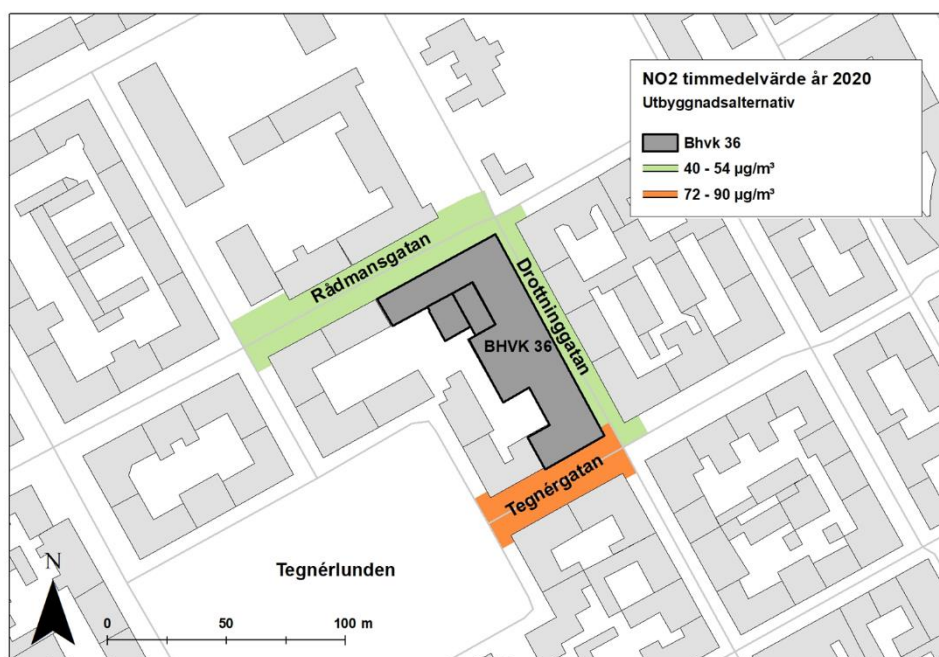 NO2 timmedelvärde år 2020
Utbyggnadsalternativ
Bhvk 36
40 - 54 µg/m³
72 - 90 µg/m³
Rådmansgatan
Drottninggatan
BHVK 36
Tegnérgatan
Tegnérlunden
N
0 50 100 m